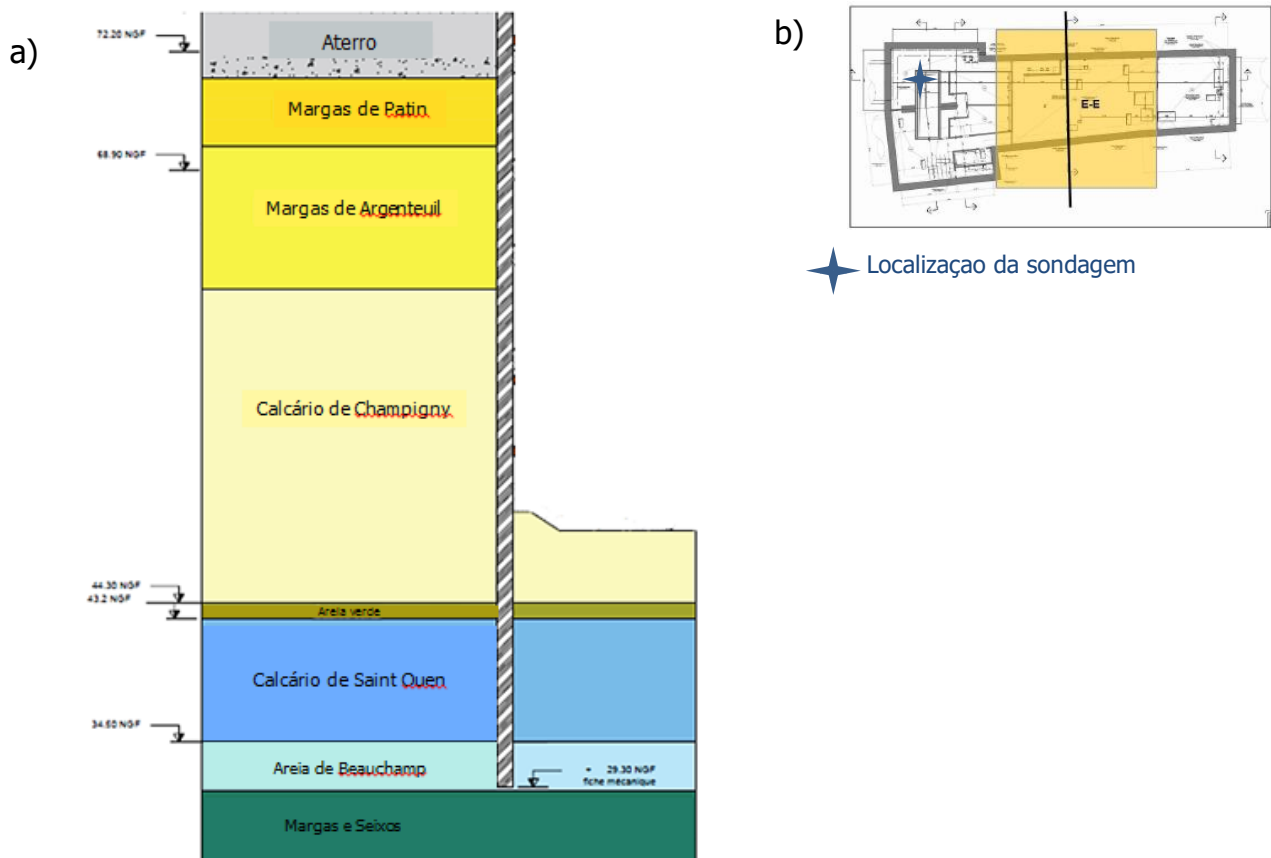 a)
72.20 NGF
Aterro
Margas de Patin
68.90 NGF
Margas de Argenteuil
Calcário de Champigny
44.30 NGF
43.2 NGF
Areia verde
Calcário de Saint Ouen
34.60 NGF
Areia de Beauchamp
29.30 NGF
fiche mécanique
Margas e Seixos
b)
E-E
Localizaçao da sondagem